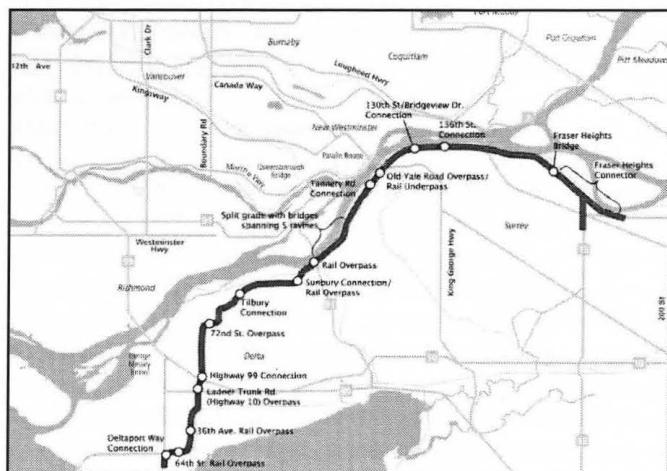 Port Moody
Burnaby
Coquitlam
Port Coquitlam
Pitt Meadows
12th Ave
Clark Dr
Vancouver
Lougheed Hwy
Kingsway
Canada Way
Boundary Rd
130th St/Bridgeview Dr.
Connection
136th St.
Connection
New Westminster
Fraser Heights
Bridge
Marine Way
Queensborough
Bridge
Pattullo Bridge
Fraser Heights
Connector
Tannery Rd.
Connection
Old Yale Road Overpass/
Rail Underpass
Split grade with bridges
spanning 5 ravines
Surrey
King George Hwy
Westminster
Hwy
Rail Overpass
Richmond
Sunbury Connection/
Rail Overpass
200 St
Tilbury
Connection
72nd St. Overpass
Delta
Highway 99 Connection
Ladner Trunk Rd.
(Highway 10) Overpass
Deltaport Way
Connection
36th Ave. Rail Overpass
64th St. Rail Overpass